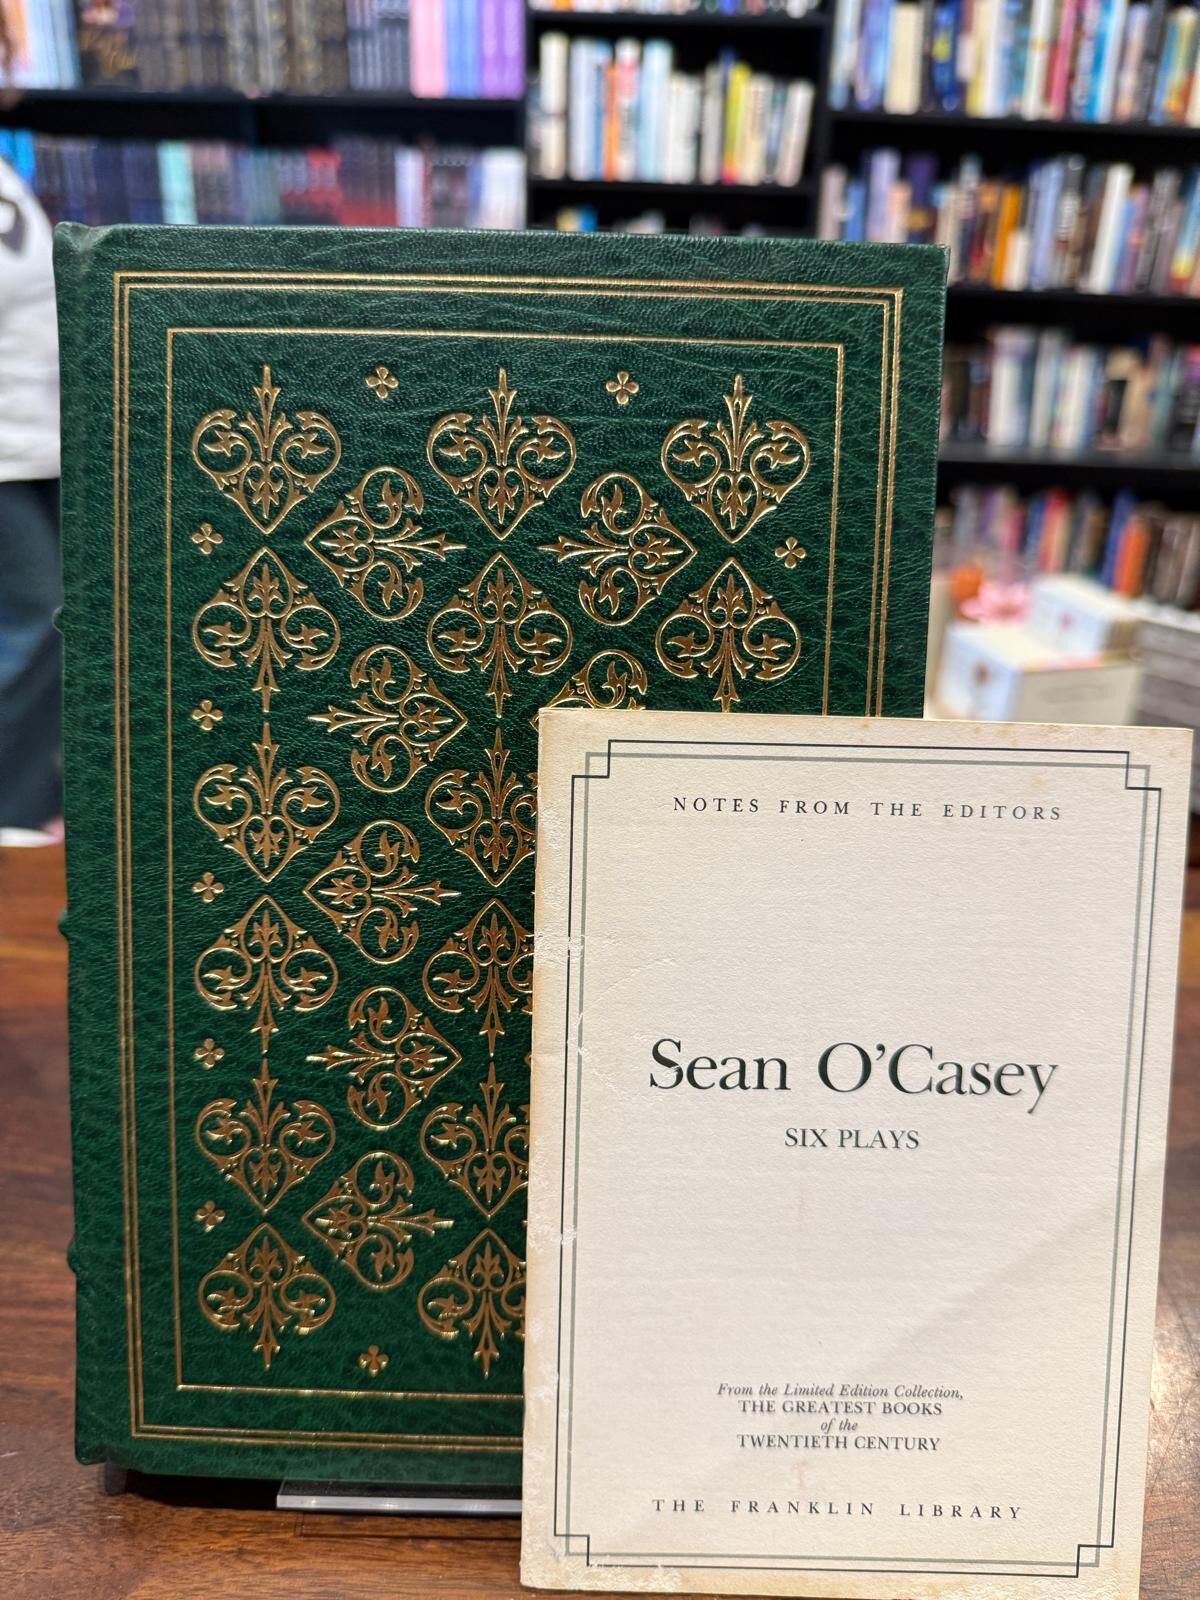 NOTES FROM THE EDITORS
Sean O'Casey
SIX PLAYS
From the Limited Edition Collection,
THE GREATEST BOOKS
of the
TWENTIETH CENTURY
THE FRANKLIN LIBRARY